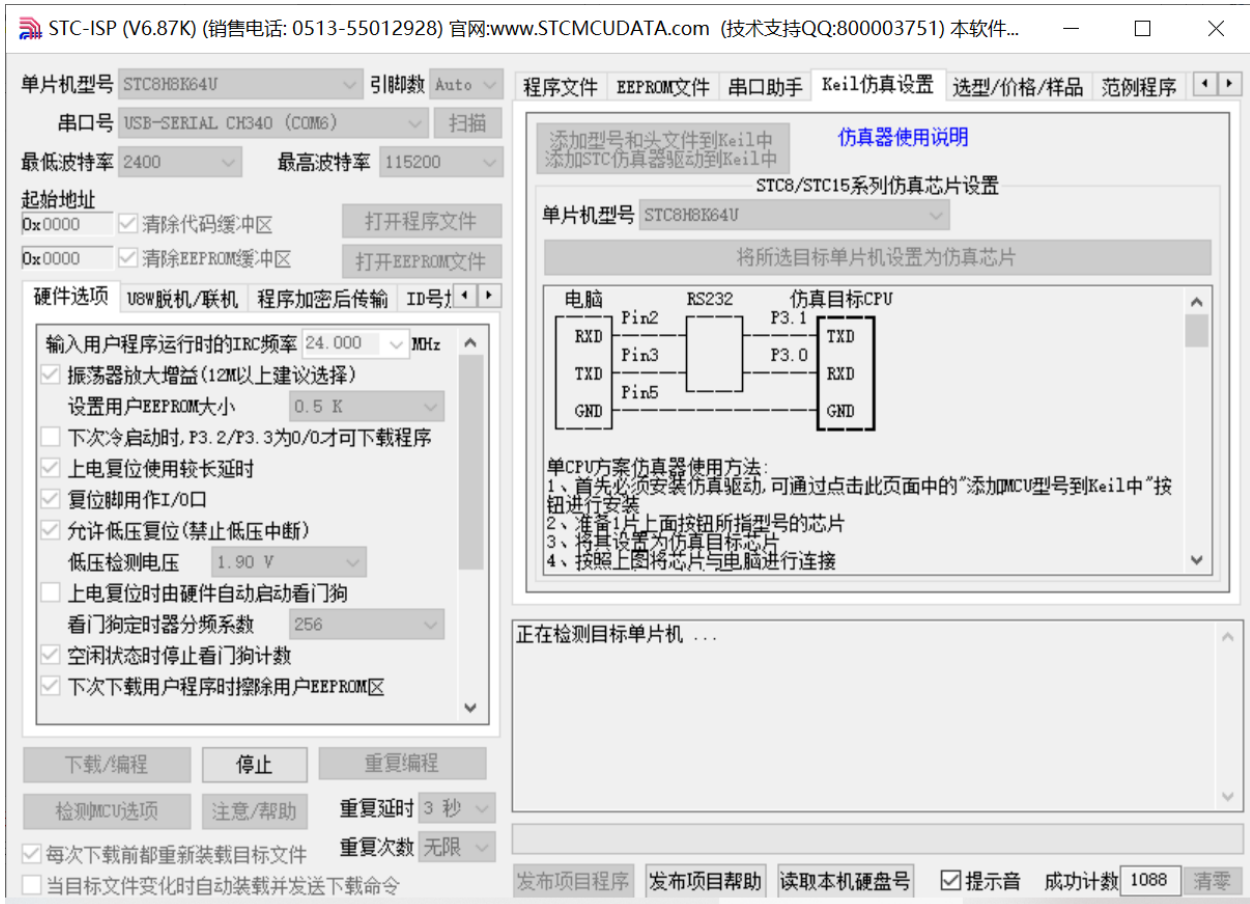 STC-ISP (V6.87K) (销售电话: 0513-55012928) 官网:www.STCMCUDATA.com (技术支持QQ:800003751) 本软件...
单片机型号 STC8H8K64U 引脚数 Auto
串口号 USB-SERIAL CH340 (COM6) 扫描
最低波特率 2400 最高波特率 115200
起始地址
0x0000 清除代码缓冲区 打开程序文件
0x0000 清除EEPROM缓冲区 打开EEPROM文件
硬件选项 U8W脱机/联机 程序加密后传输 ID号
输入用户程序运行时的IRC频率 24.000 MHz
振荡器放大增益(12M以上建议选择)
设置用户EEPROM大小 0.5 K
下次冷启动时,P3.2/P3.3为0/0才可下载程序
上电复位使用较长延时
复位脚用作I/O口
允许低压复位(禁止低压中断)
低压检测电压 1.90 V
上电复位时由硬件自动启动看门狗
看门狗定时器分频系数 256
空闲状态时停止看门狗计数
下次下载用户程序时擦除用户EEPROM区
下载/编程 停止 重复编程
检测MCU选项 注意/帮助 重复延时 3 秒
每次下载前都重新装载目标文件 重复次数 无限
当目标文件变化时自动装载并发送下载命令
程序文件 EEPROM文件 串口助手 Keil仿真设置 选型/价格/样品 范例程序
添加型号和头文件到Keil中
添加STC仿真器驱动到Keil中
仿真器使用说明
STC8/STC15系列仿真芯片设置
单片机型号 STC8H8K64U
将所选目标单片机设置为仿真芯片
电脑 RS232 仿真目标CPU
Pin2 P3.1
RXD TXD
Pin3 P3.0
TXD RXD
Pin5
GND GND
单CPU方案仿真器使用方法:
1、首先必须安装仿真驱动,可通过点击此页面中的"添加MCU型号到Keil中"按
钮进行安装
2、准备1片上面按钮所指型号的芯片
3、将其设置为仿真目标芯片
4、按照上图将芯片与电脑进行连接
正在检测目标单片机 ...
发布项目程序 发布项目帮助 读取本机硬盘号 提示音 成功计数 1088 清零